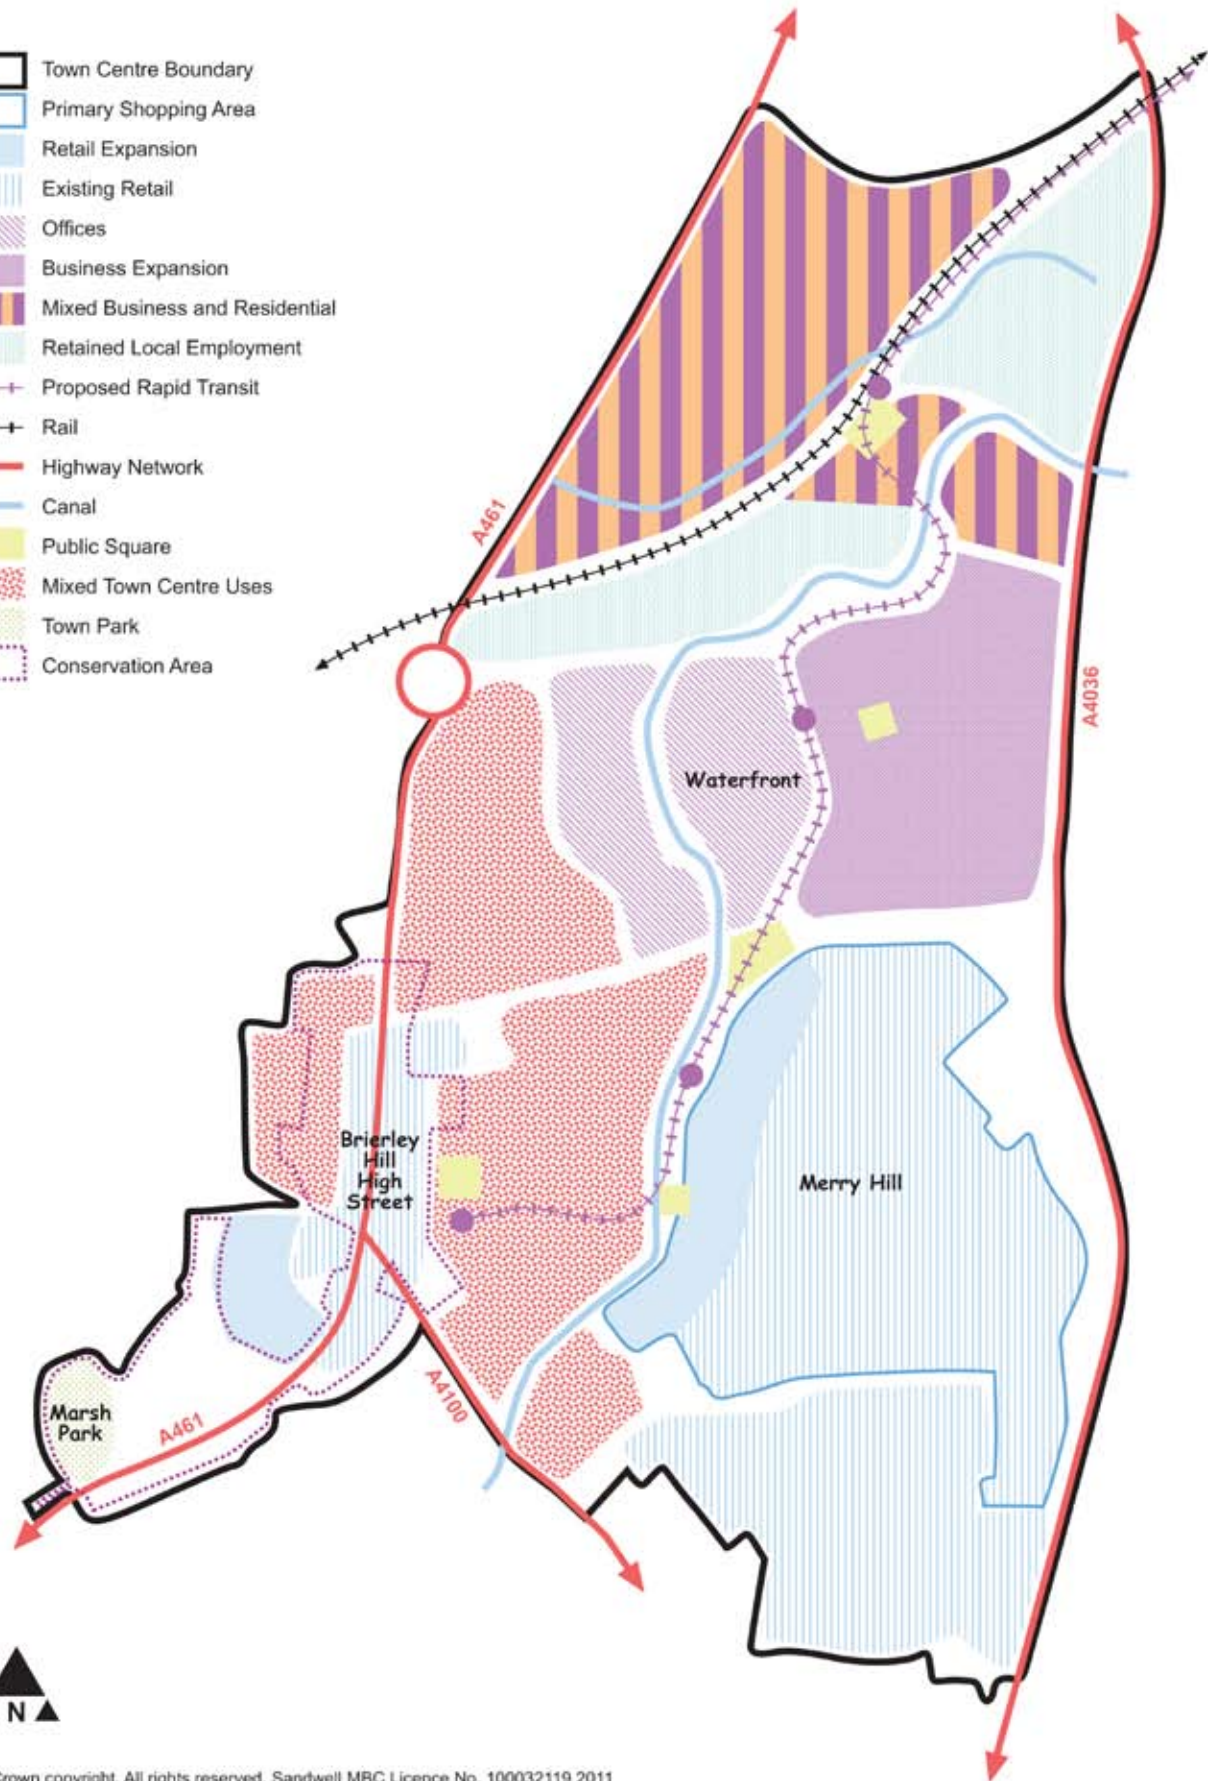 Town Centre Boundary
Primary Shopping Area
Retail Expansion
Existing Retail
Offices
Business Expansion
Mixed Business and Residential
Retained Local Employment
Proposed Rapid Transit
Rail
Highway Network
Canal
Public Square
Mixed Town Centre Uses
Town Park
Conservation Area
A461
A4036
Waterfront
Brierley
Hill
High
Street
Merry Hill
A4100
Marsh
Park
A461
N
Crown copyright. All rights reserved. Sandwell MBC Licence No. 100032119 2011